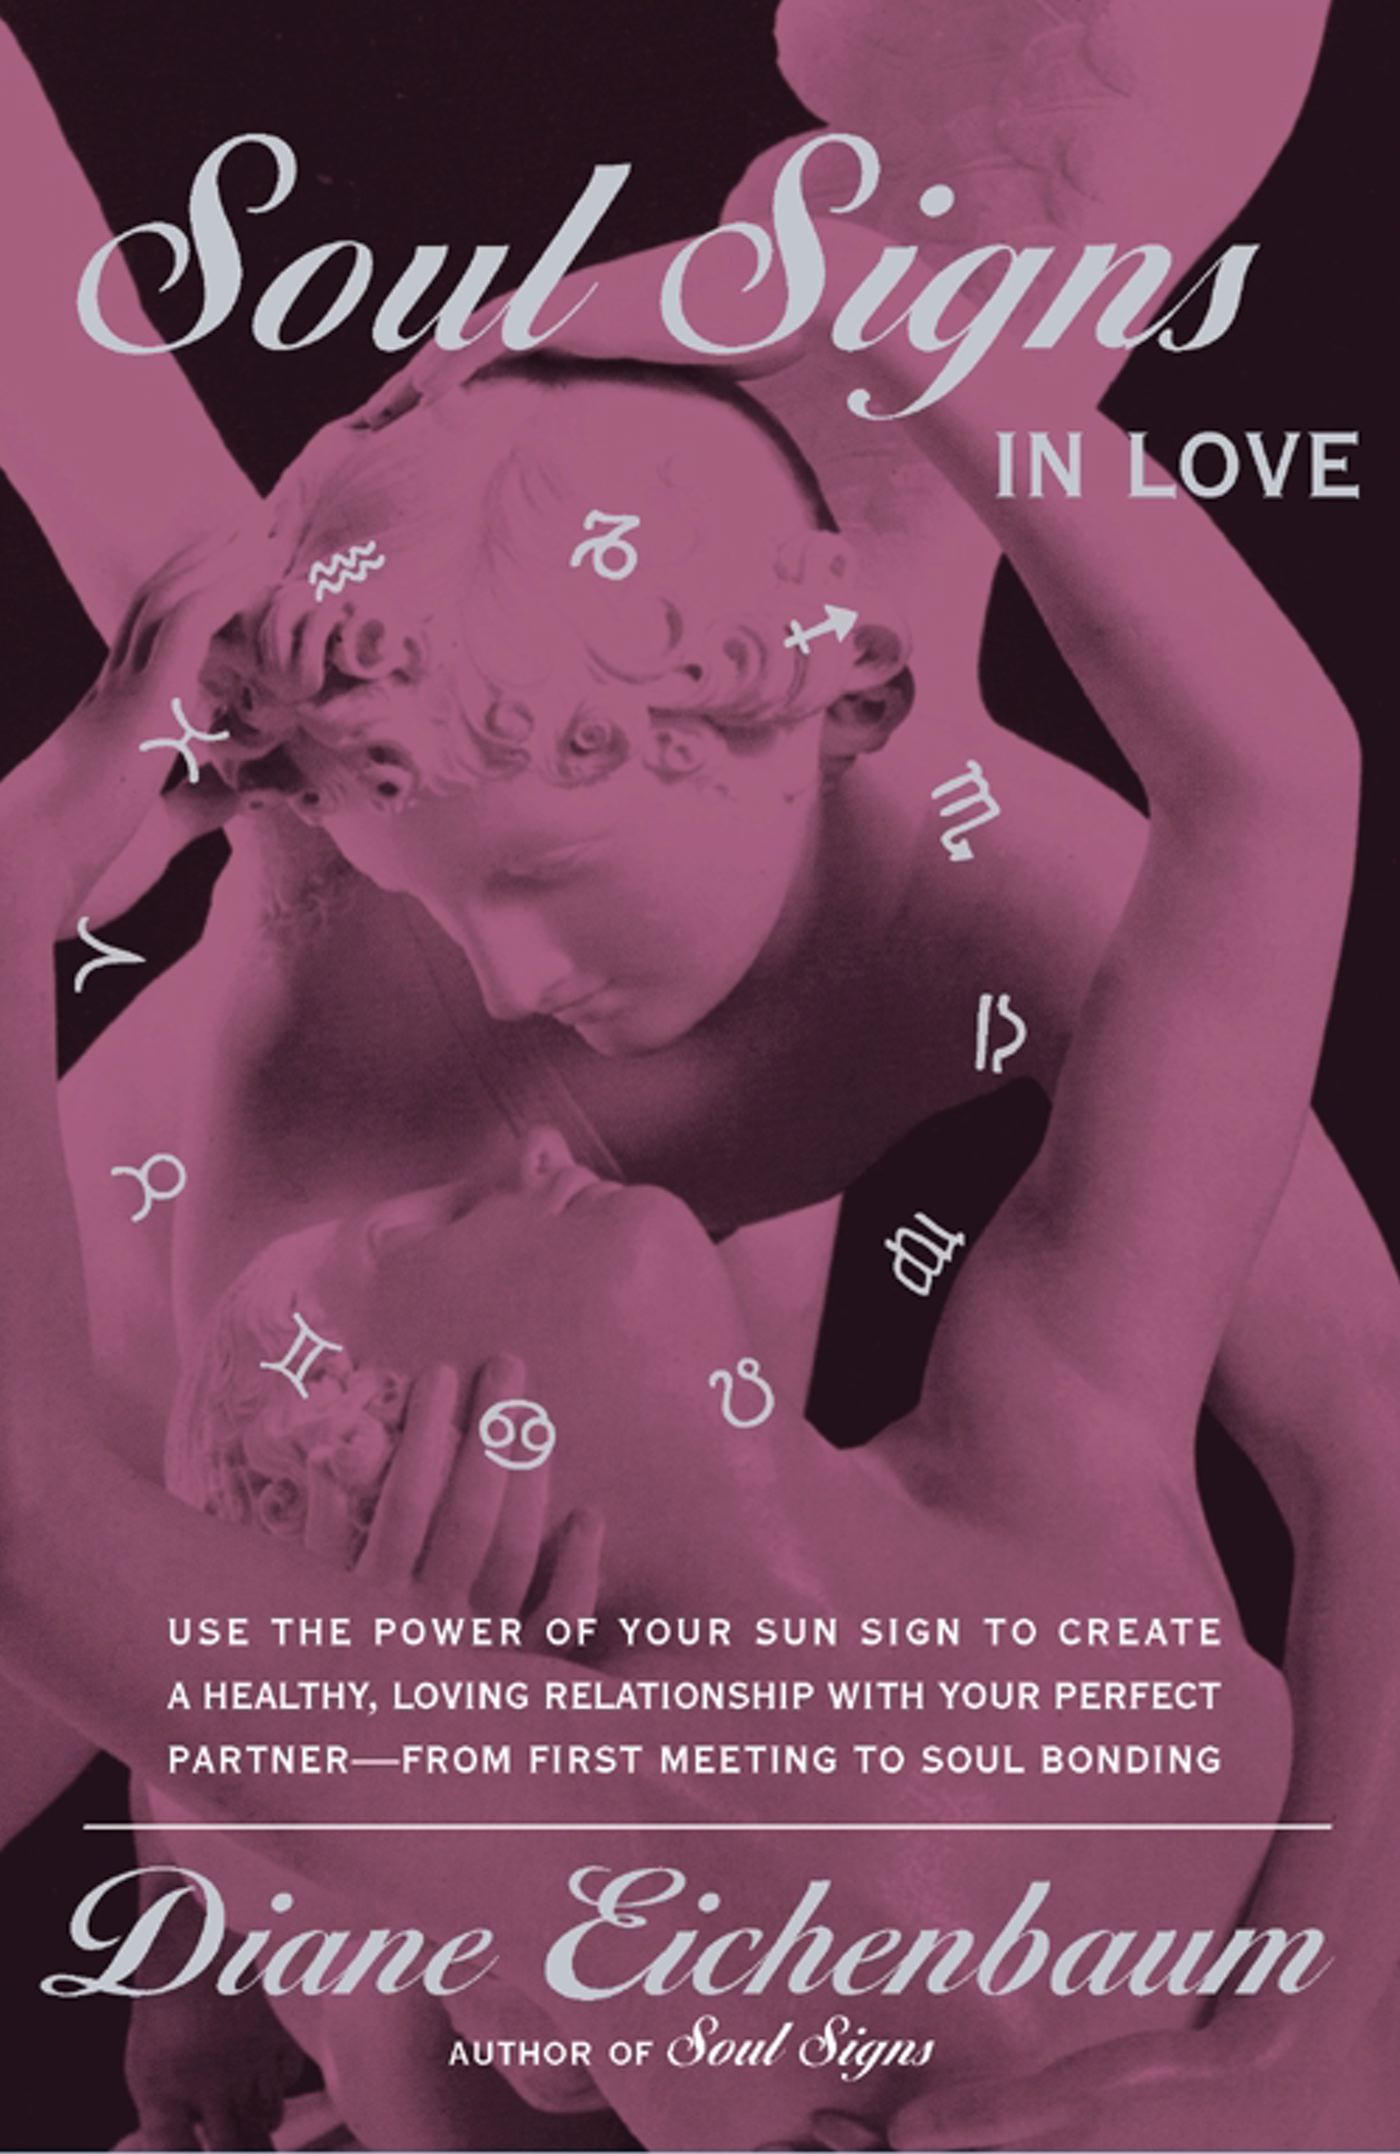 Soul Signs
IN LOVE
USE THE POWER OF YOUR SUN SIGN TO CREATE
A HEALTHY, LOVING RELATIONSHIP WITH YOUR PERFECT
PARTNER—FROM FIRST MEETING TO SOUL BONDING
Diane Eichenbaum
AUTHOR OF Soul Signs